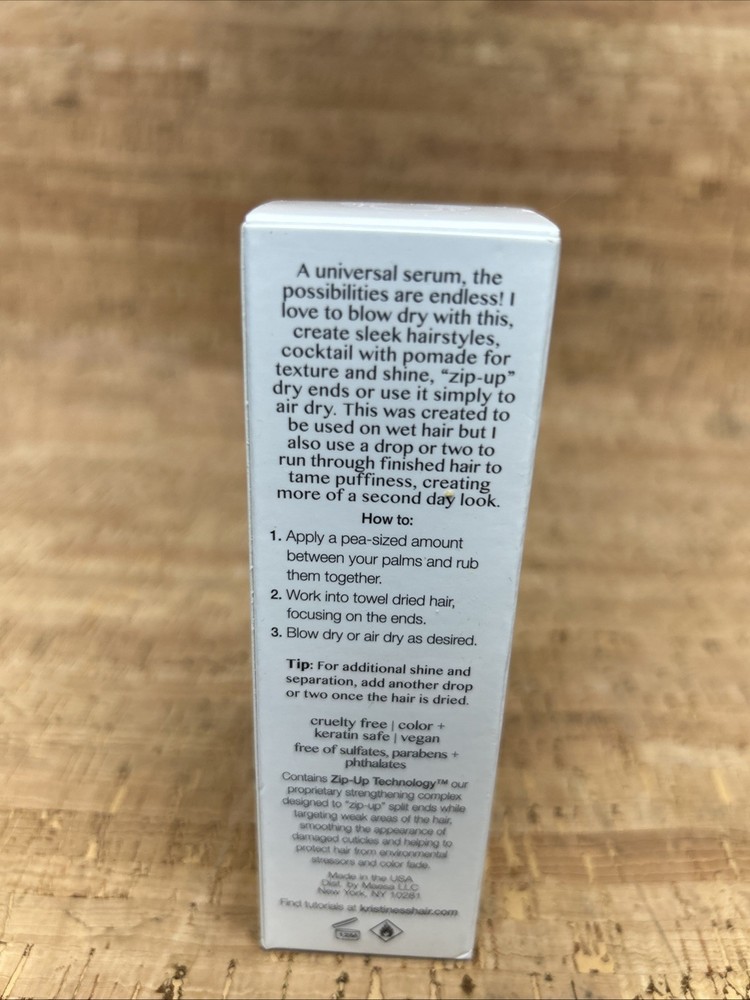 A universal serum, the
possibilities are endless! I
love to blow dry with this,
create sleek hairstyles,
cocktail with pomade for
texture and shine, “zip-up”
dry ends or use it simply to
air dry. This was created to
be used on wet hair but I
also use a drop or two to
run through finished hair to
tame puffiness, creating
more of a second day look.
How to:
1. Apply a pea-sized amount
between your palms and rub
them together.
2. Work into towel dried hair,
focusing on the ends.
3. Blow dry or air dry as desired.
Tip: For additional shine and
separation, add another drop
or two once the hair is dried.
cruelty free | color +
keratin safe | vegan
free of sulfates, parabens +
phthalates
Contains Zip-Up Technology™ our
proprietary strengthening complex
designed to “zip-up” split ends while
targeting weak areas of the hair,
smoothing the appearance of
damaged cuticles and helping to
protect hair from environmental
stressors and color fade.
Made in the USA
Dist. by Maesa LLC
New York, NY 10281
Find tutorials at kristinesshair.com